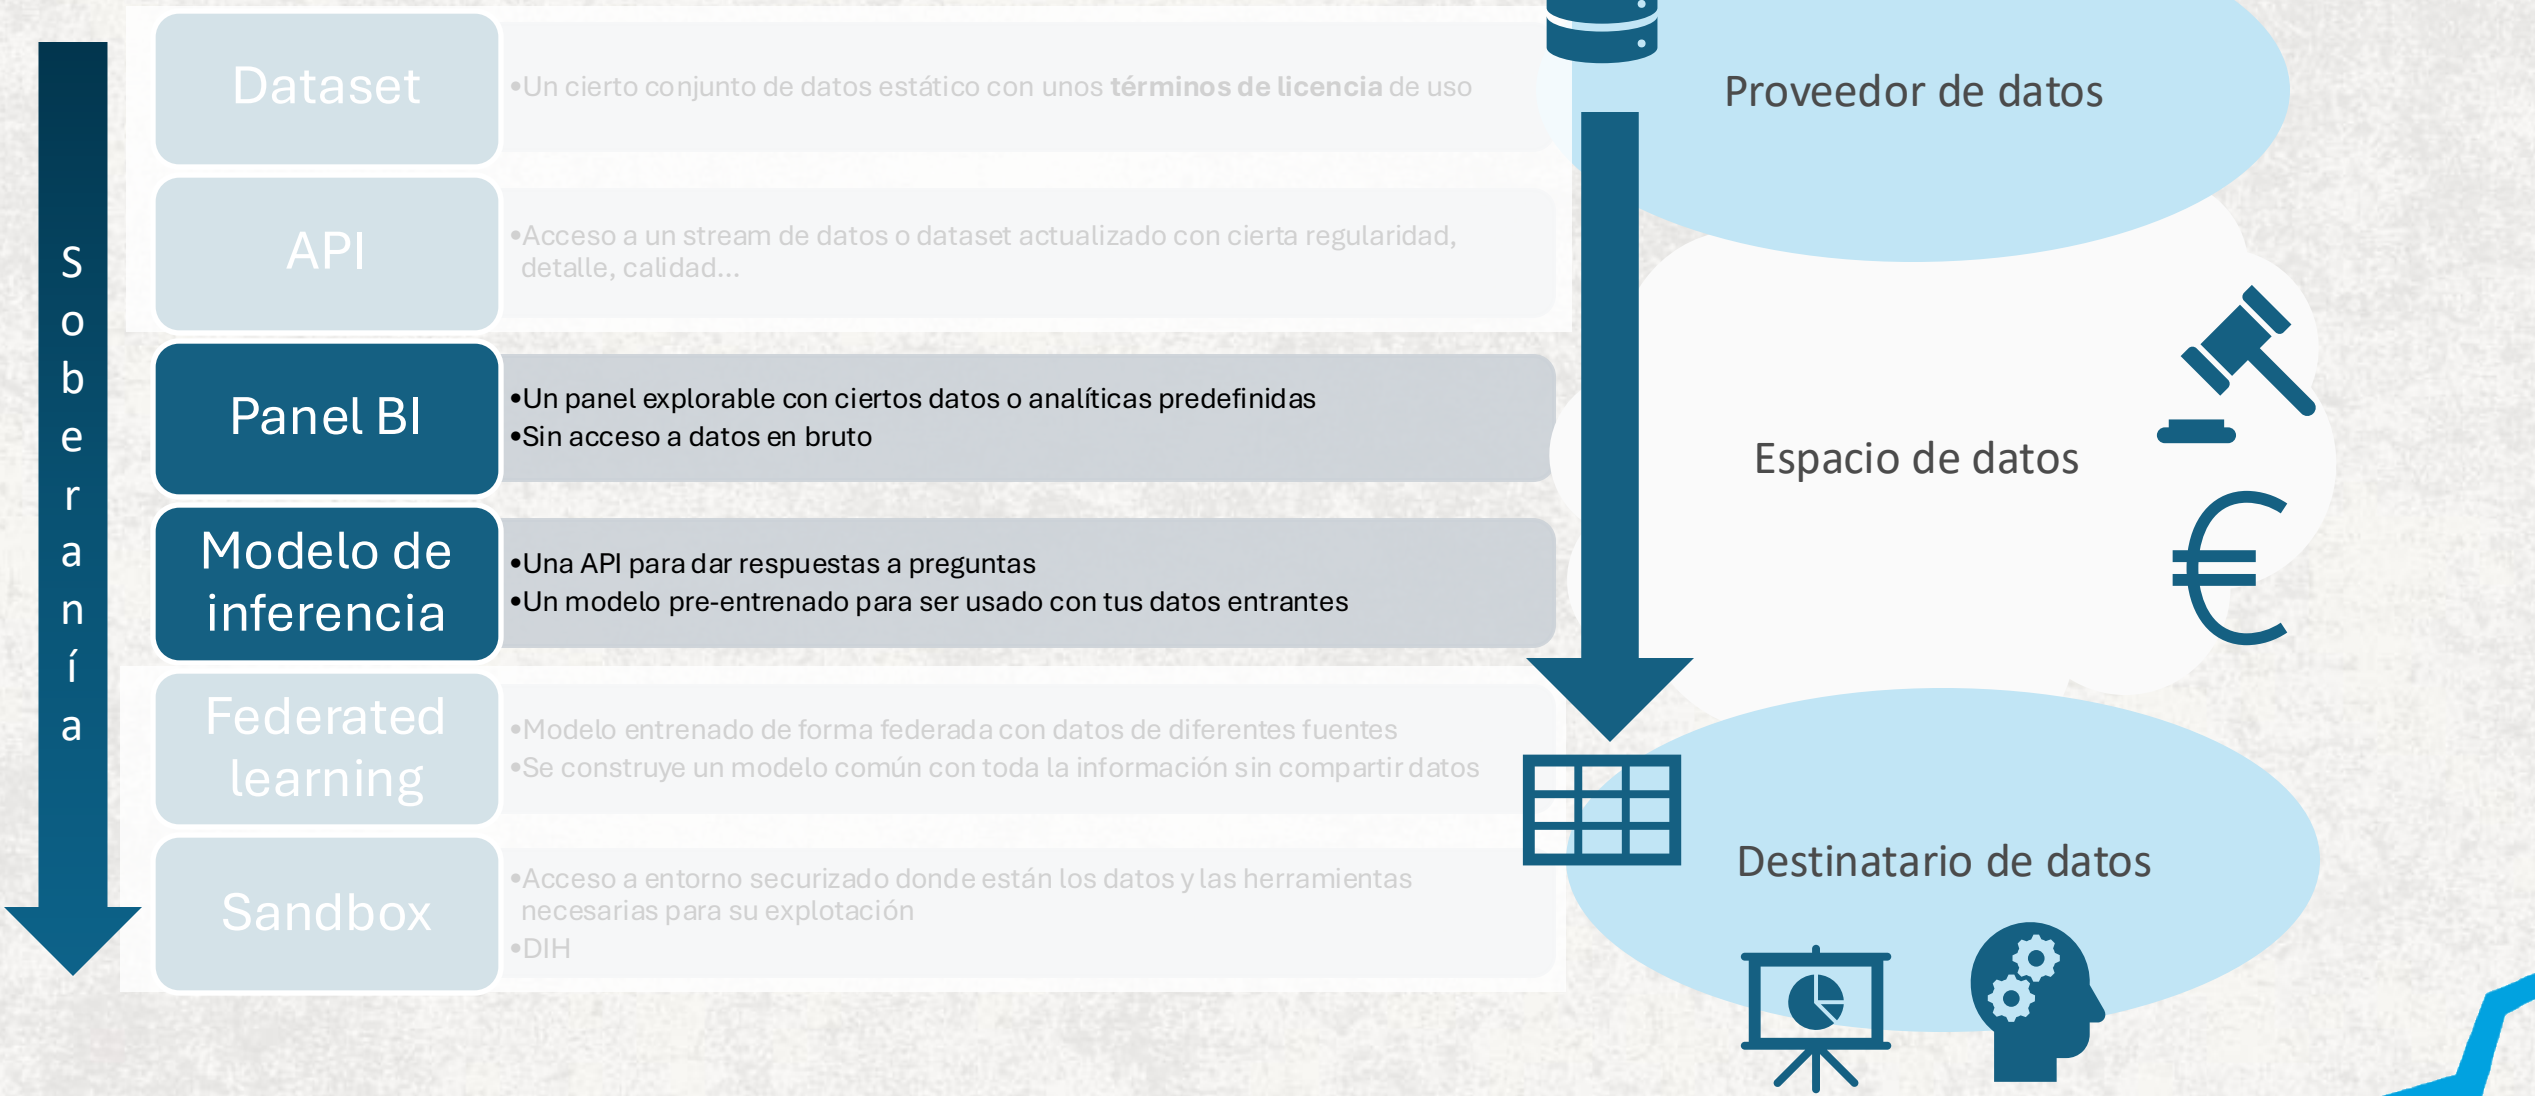 Soberanía
Dataset
•Un cierto conjunto de datos estático con unos términos de licencia de uso
API
•Acceso a un stream de datos o dataset actualizado con cierta regularidad,
detalle, calidad...
Panel BI
•Un panel explorable con ciertos datos o analíticas predefinidas
•Sin acceso a datos en bruto
Modelo de
inferencia
•Una API para dar respuestas a preguntas
•Un modelo pre-entrenado para ser usado con tus datos entrantes
Federated
learning
•Modelo entrenado de forma federada con datos de diferentes fuentes
•Se construye un modelo común con toda la información sin compartir datos
Sandbox
•Acceso a entorno securizado donde están los datos y las herramientas
necesarias para su explotación
•DIH
Proveedor de datos
Espacio de datos
€
Destinatario de datos